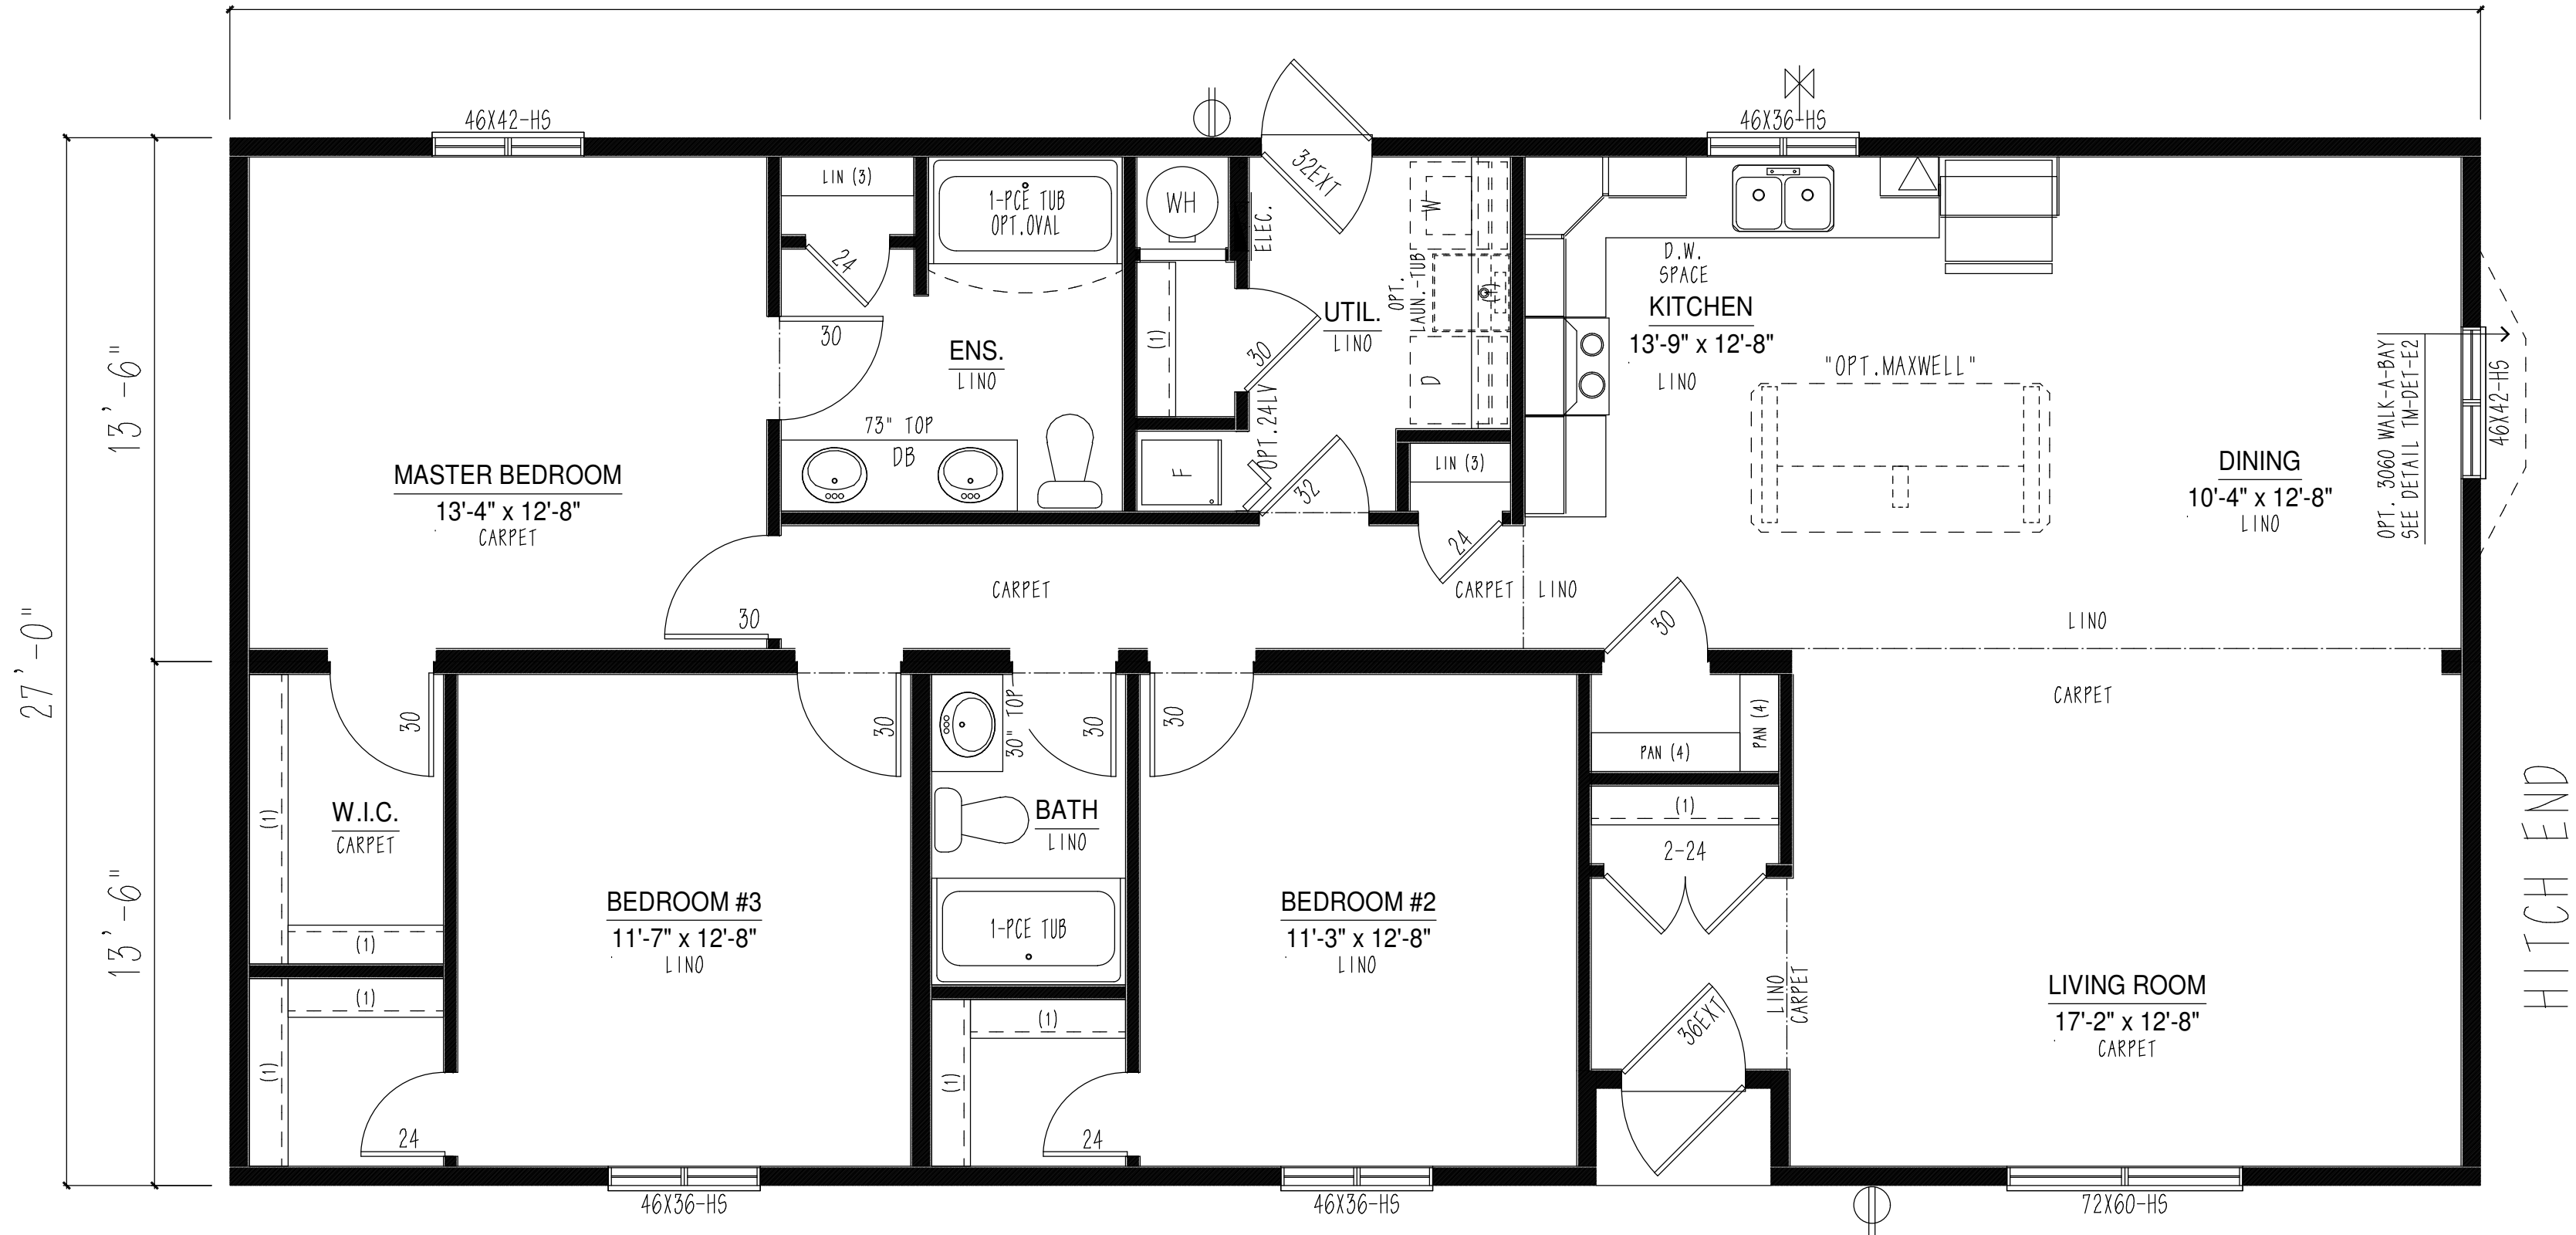 46X42-HS
46X36-HS
32EXT
LIN (3)
1-PCE TUB
OPT.OVAL
WH
ELEC.
W
24
D.W.
SPACE
OPT.
LAUN.-TUB
KITCHEN
13'-9" x 12'-8"
LINO
UTIL.
LINO
30
ENS.
LINO
(1)
30
D
"OPT.MAXWELL"
OPT. 3060 WALK-A-BAY
SEE DETAIL TM-DET-E2
46X42-HS
13'-6"
73" TOP
DB
OPT.24LV
MASTER BEDROOM
13'-4" x 12'-8"
CARPET
F
32
LIN (3)
DINING
10'-4" x 12'-8"
LINO
24
CARPET
CARPET
LINO
30
30
LINO
27'-0"
CARPET
30
30
30" TOP
30
30
PAN (4)
PAN (4)
W.I.C.
CARPET
(1)
BATH
LINO
(1)
2-24
HITCH END
13'-6"
BEDROOM #3
11'-7" x 12'-8"
LINO
1-PCE TUB
BEDROOM #2
11'-3" x 12'-8"
LINO
(1)
(1)
(1)
(1)
(1)
LINO
CARPET
36EXT
LIVING ROOM
17'-2" x 12'-8"
CARPET
24
24
46X36-HS
46X36-HS
72X60-HS